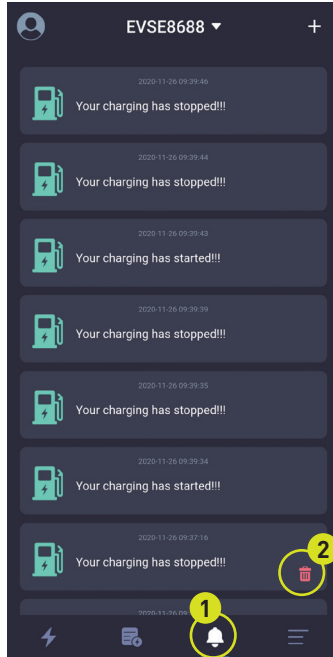 EVSE8688
2020-11-26 09:39:46
Your charging has stopped!!!
2020-11-26 09:39:44
Your charging has stopped!!!
2020-11-26 09:39:43
Your charging has started!!!
2020-11-26 09:39:39
Your charging has stopped!!!
2020-11-26 09:39:35
Your charging has stopped!!!
2020-11-26 09:39:34
Your charging has started!!!
2020-11-26 09:37:16
Your charging has stopped!!!
2
2020-11-26
1